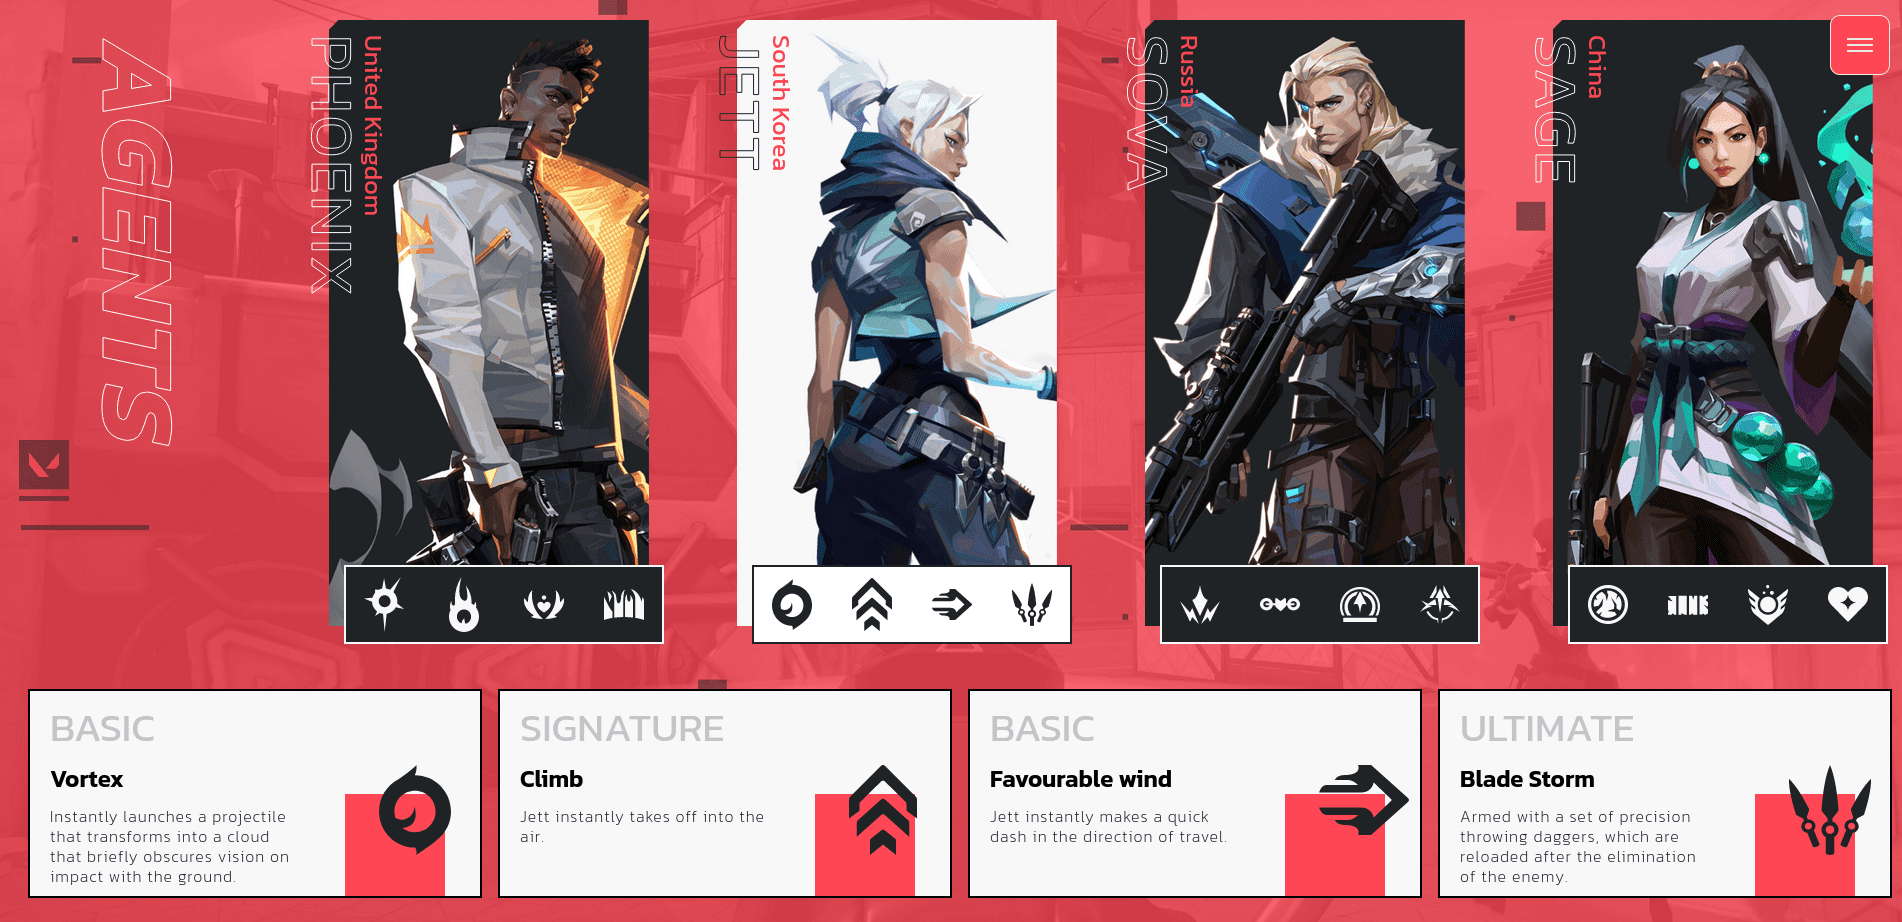 AGENTS
PHOENIX
United Kingdom
JETT
South Korea
SOVA
Russia
SAGE
China
BASIC
Vortex
Instantly launches a projectile
that transforms into a cloud
that briefly obscures vision on
impact with the ground.
SIGNATURE
Climb
Jett instantly takes off into the
air.
BASIC
Favourable wind
Jett instantly makes a quick
dash in the direction of travel.
ULTIMATE
Blade Storm
Armed with a set of precision
throwing daggers, which are
reloaded after the elimination
of the enemy.